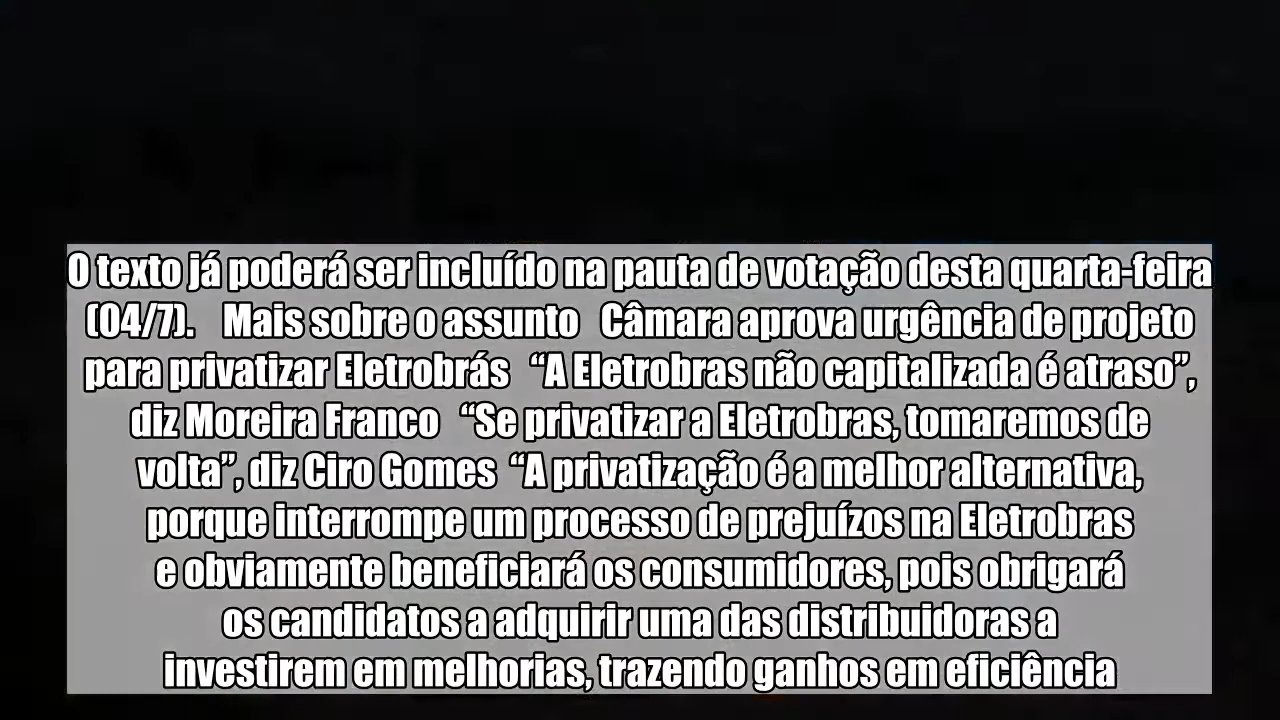 O texto já poderá ser incluído na pauta de votação desta quarta-feira
(04/7). Mais sobre o assunto Câmara aprova urgência de projeto
para privatizar Eletrobrás “A Eletrobras não capitalizada é atraso”,
diz Moreira Franco “Se privatizar a Eletrobras, tomaremos de
volta”, diz Ciro Gomes “A privatização é a melhor alternativa,
porque interrompe um processo de prejuízos na Eletrobras
e obviamente beneficiará os consumidores, pois obrigará
os candidatos a adquirir uma das distribuidoras a
investirem em melhorias, trazendo ganhos em eficiência